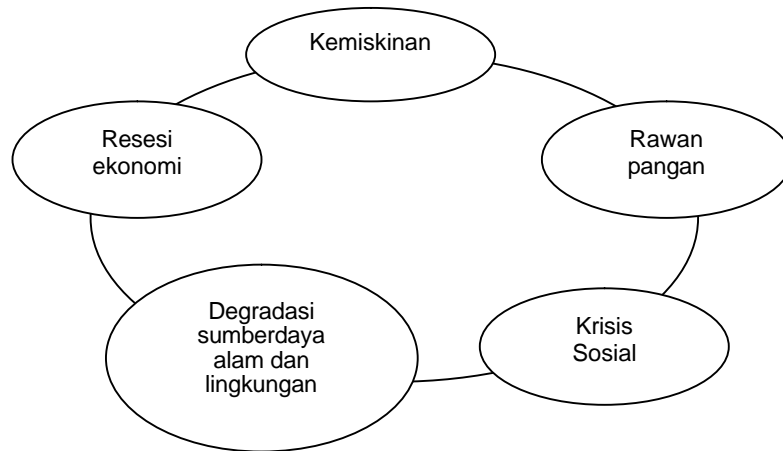 Kemiskinan
Resesi
ekonomi
Rawan
pangan
Degradasi
sumberdaya
alam dan
lingkungan
Krisis
Sosial